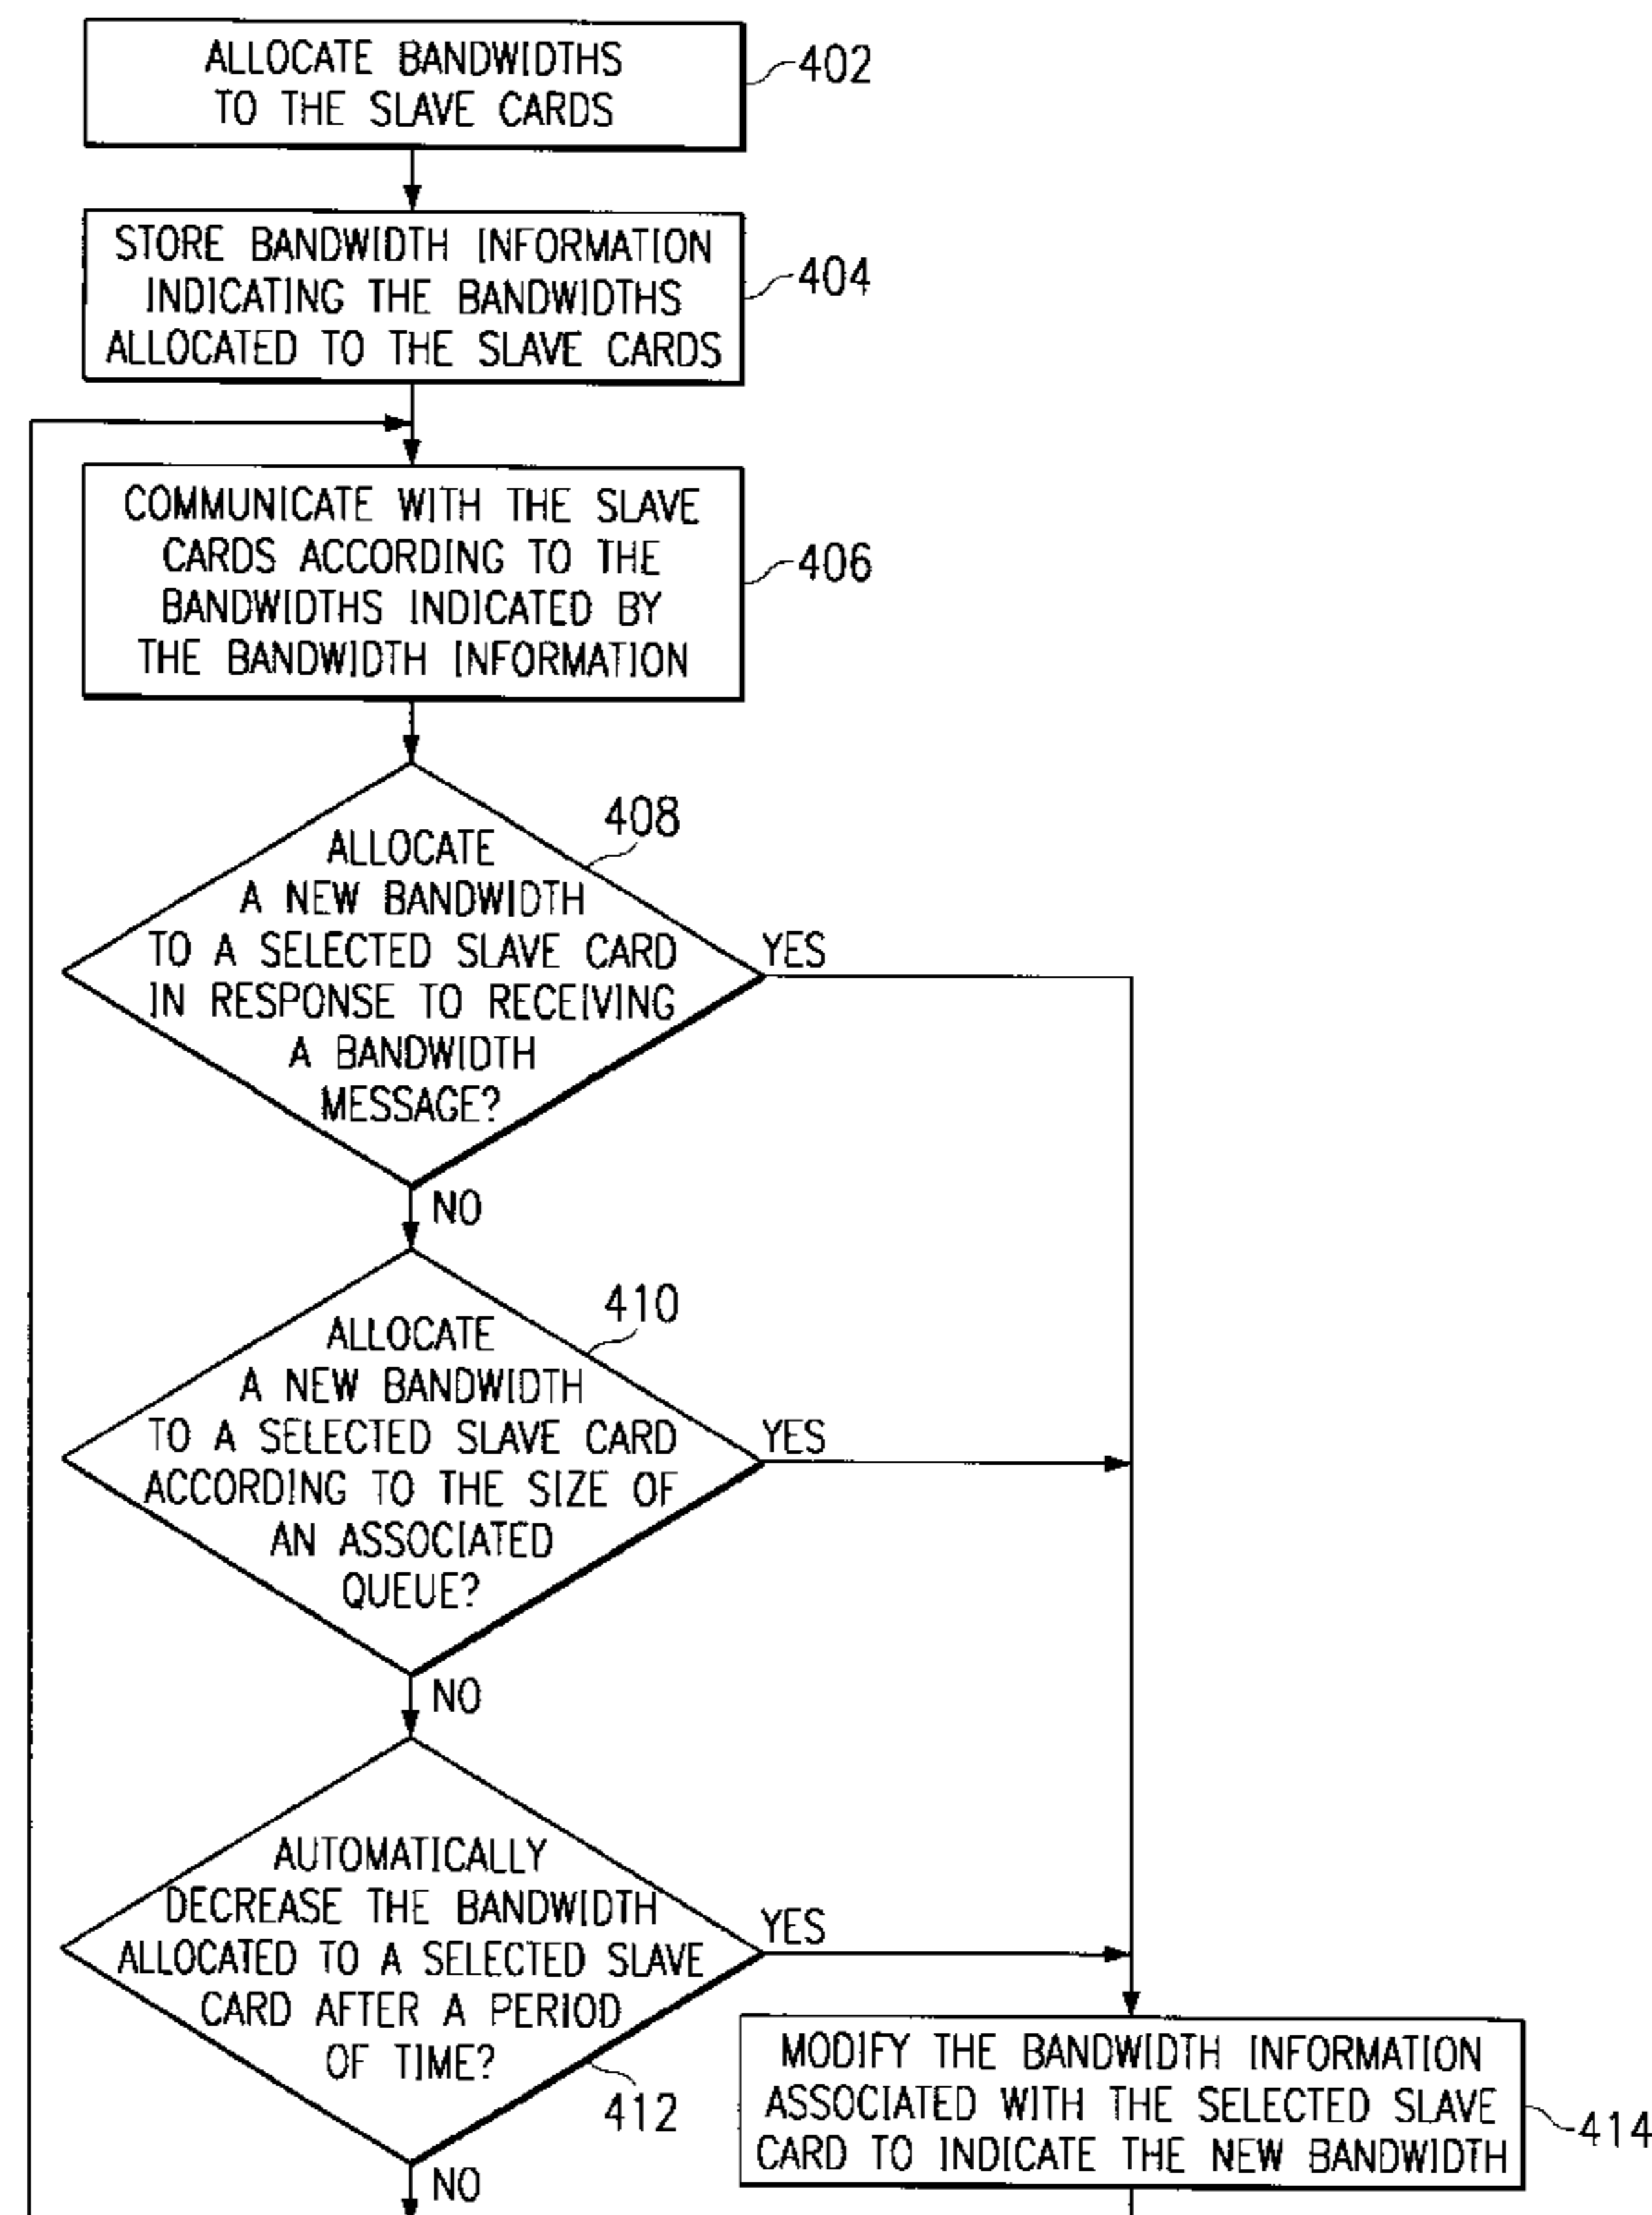 ALLOCATE BANDWIDTHS
TO THE SLAVE CARDS
402
STORE BANDWIDTH INFORMATION
INDICATING THE BANDWIDTHS
ALLOCATED TO THE SLAVE CARDS
404
COMMUNICATE WITH THE SLAVE
CARDS ACCORDING TO THE
BANDWIDTHS INDICATED BY
THE BANDWIDTH INFORMATION
406
408
ALLOCATE
A NEW BANDWIDTH
TO A SELECTED SLAVE CARD
IN RESPONSE TO RECEIVING
A BANDWIDTH
MESSAGE?
YES
NO
410
ALLOCATE
A NEW BANDWIDTH
TO A SELECTED SLAVE CARD
ACCORDING TO THE SIZE OF
AN ASSOCIATED
QUEUE?
YES
NO
AUTOMATICALLY
DECREASE THE BANDWIDTH
ALLOCATED TO A SELECTED SLAVE
CARD AFTER A PERIOD
OF TIME?
YES
412
NO
MODIFY THE BANDWIDTH INFORMATION
ASSOCIATED WITH THE SELECTED SLAVE
CARD TO INDICATE THE NEW BANDWIDTH
414